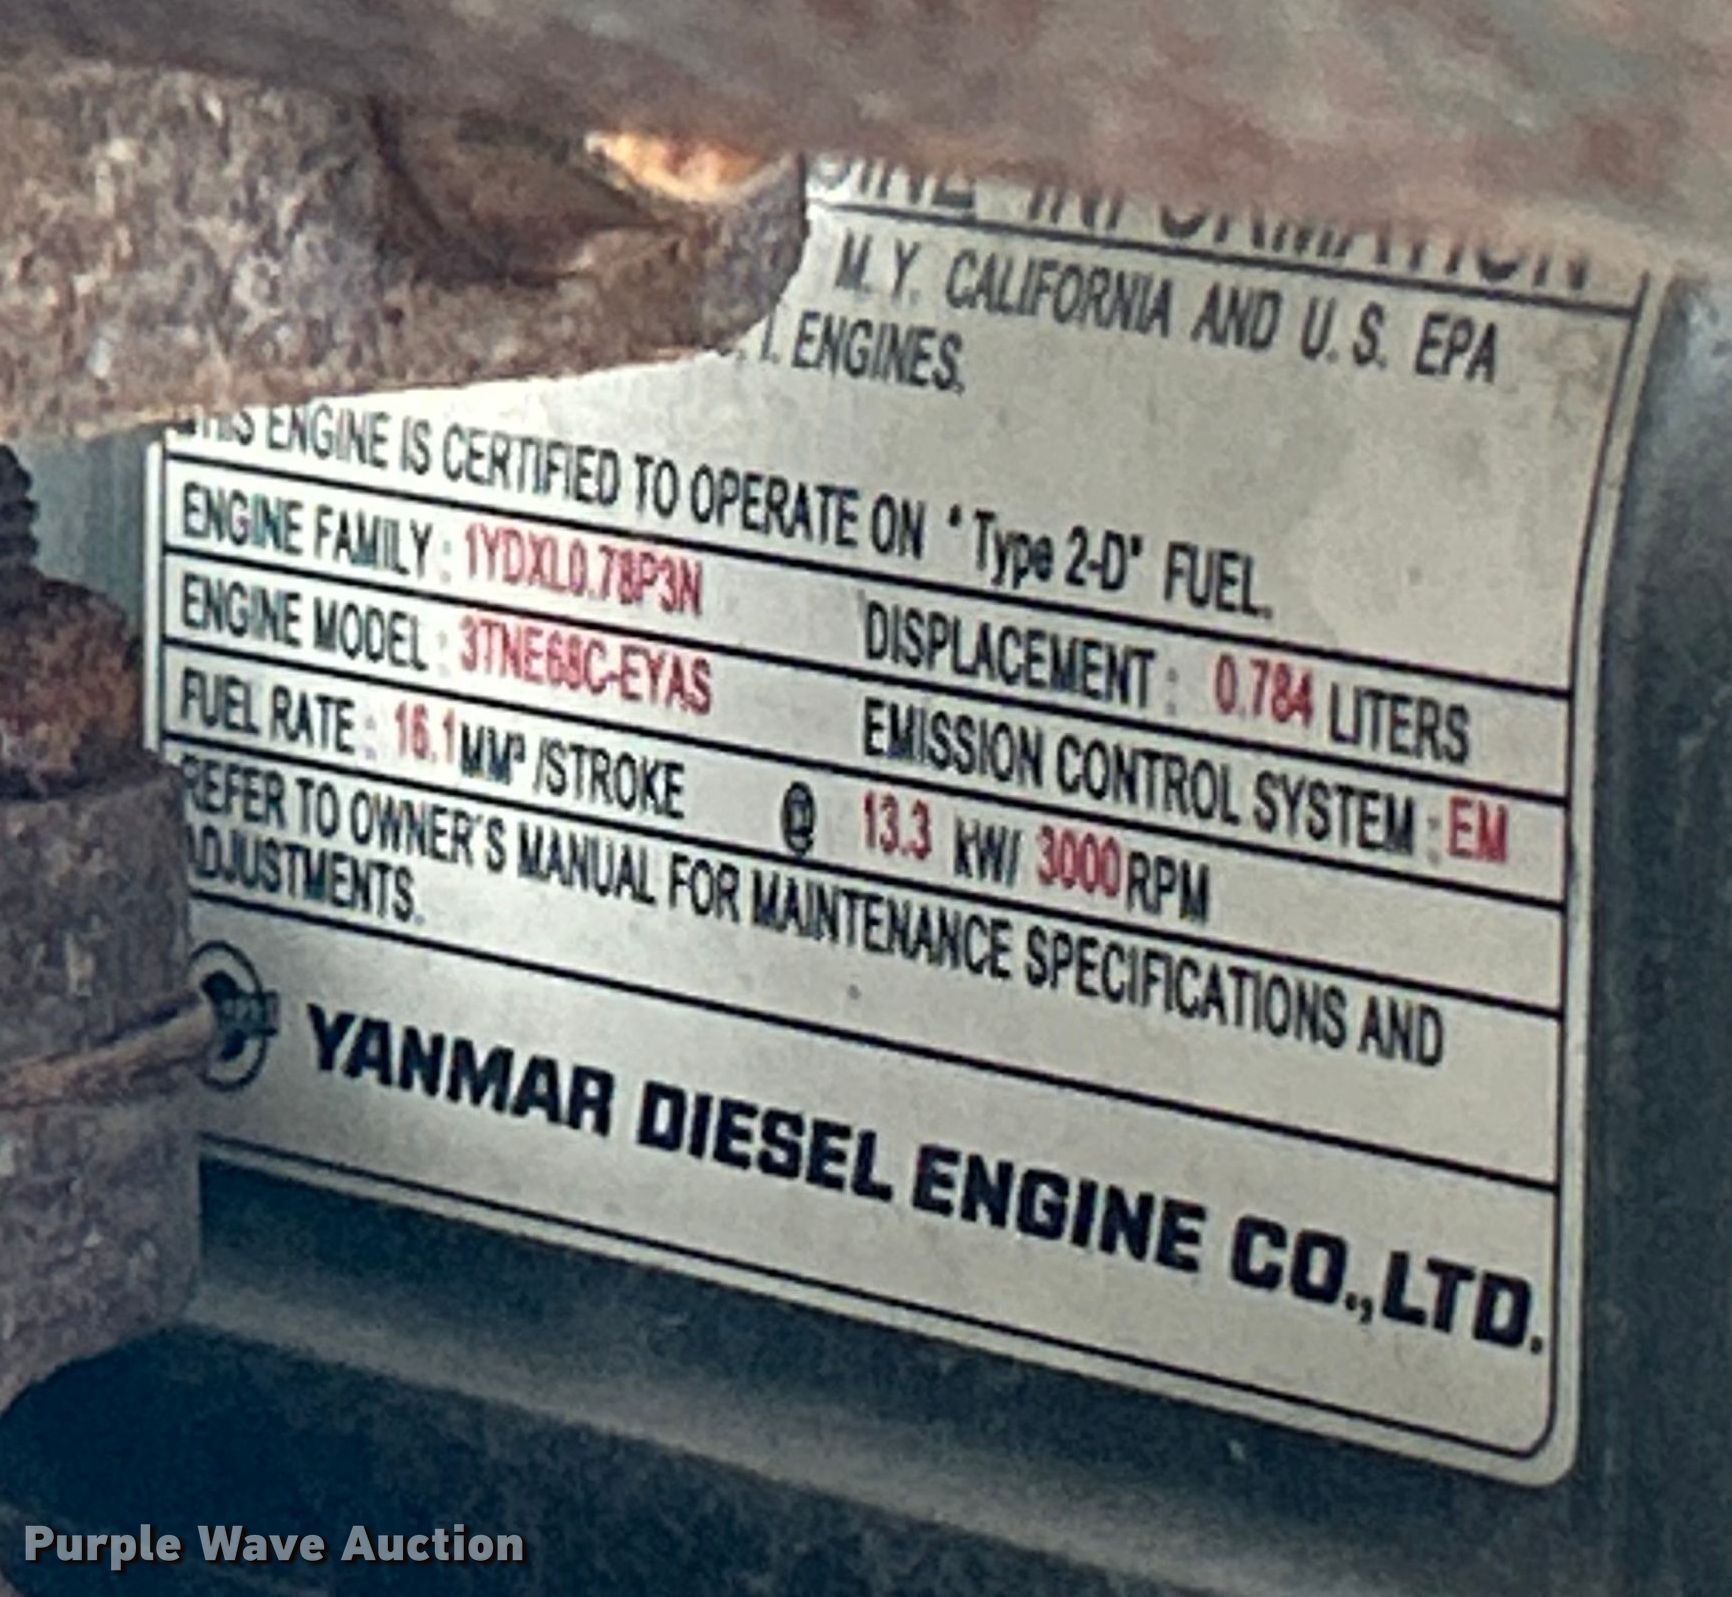 INFORMATION
M.Y. CALIFORNIA AND U.S. EPA
I. ENGINES.
ENGINE IS CERTIFIED TO OPERATE ON "Type 2-D" FUEL.
ENGINE FAMILY : 1YDXL0.78P3N DISPLACEMENT : 0.784 LITERS
ENGINE MODEL : 3TNE68C-EYAS EMISSION CONTROL SYSTEM : EM
FUEL RATE : 16.1 MM³ /STROKE @ 13.3 kW/ 3000 RPM
REFER TO OWNER'S MANUAL FOR MAINTENANCE SPECIFICATIONS AND
ADJUSTMENTS.
YANMAR DIESEL ENGINE CO.,LTD.
Purple Wave Auction